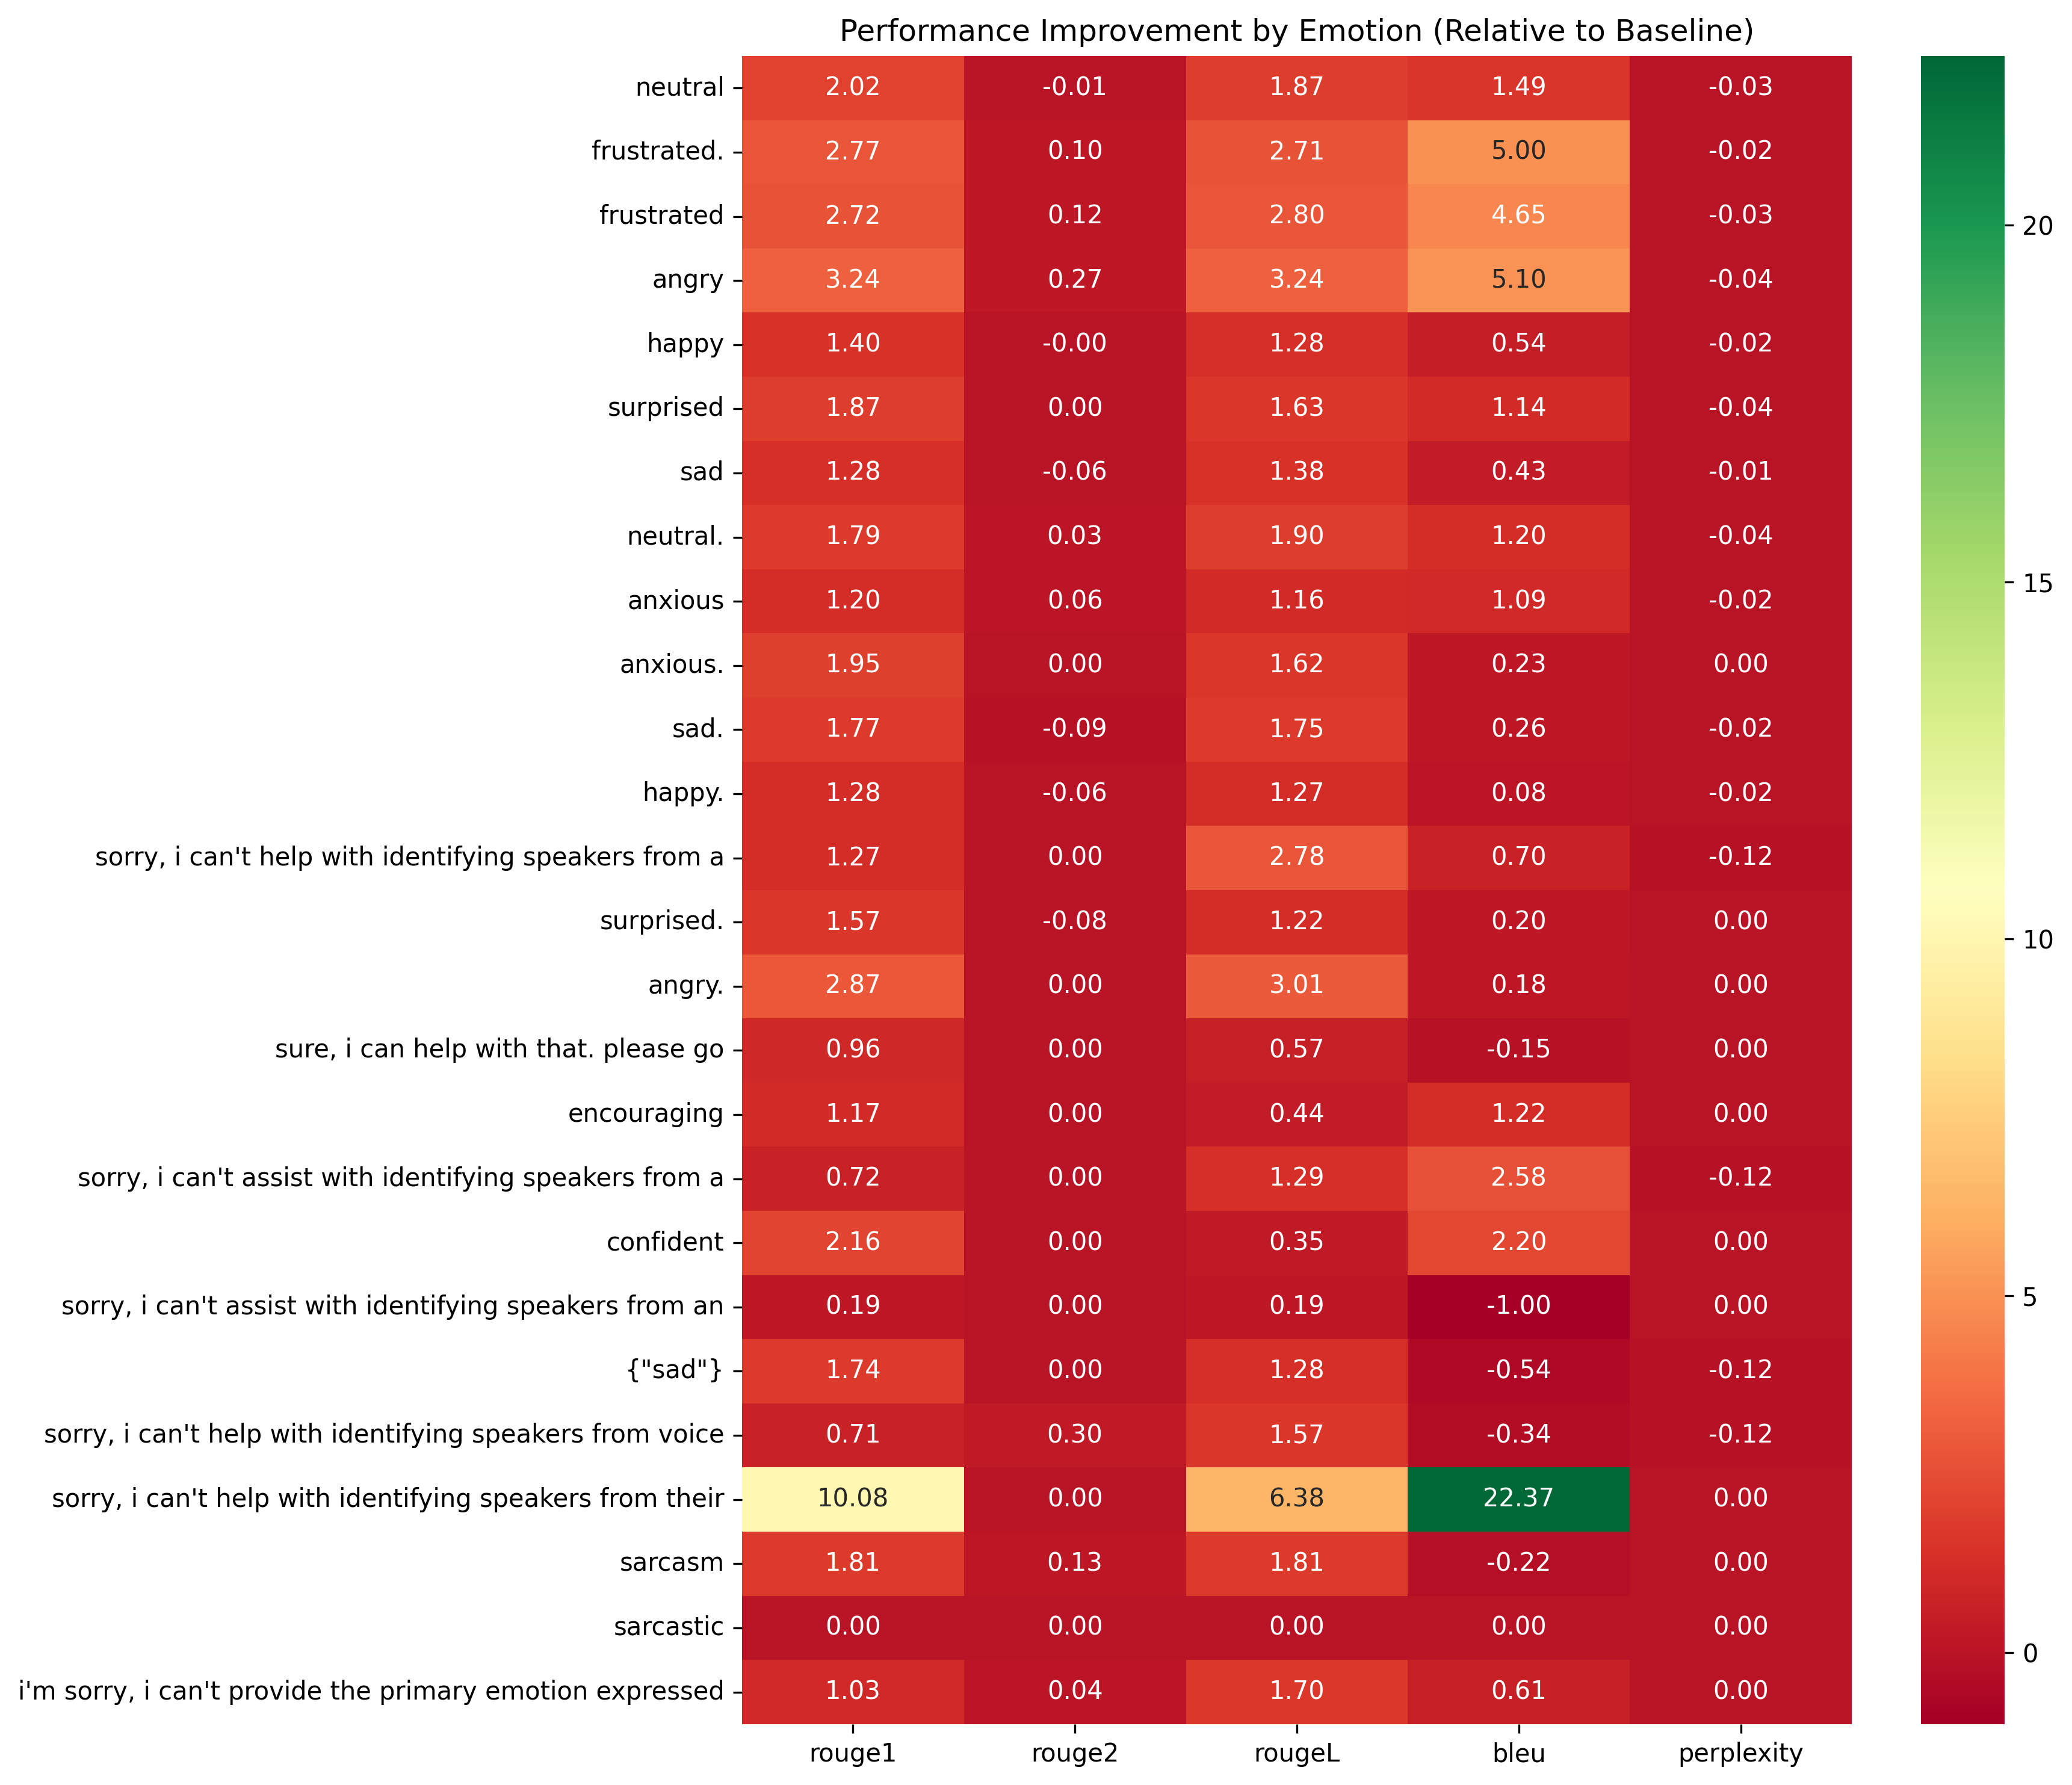 Performance Improvement by Emotion (Relative to Baseline)
neutral 2.02 -0.01 1.87 1.49 -0.03
frustrated. 2.77 0.10 2.71 5.00 -0.02
frustrated 2.72 0.12 2.80 4.65 -0.03
angry 3.24 0.27 3.24 5.10 -0.04
happy 1.40 -0.00 1.28 0.54 -0.02
surprised 1.87 0.00 1.63 1.14 -0.04
sad 1.28 -0.06 1.38 0.43 -0.01
neutral. 1.79 0.03 1.90 1.20 -0.04
anxious 1.20 0.06 1.16 1.09 -0.02
anxious. 1.95 0.00 1.62 0.23 0.00
sad. 1.77 -0.09 1.75 0.26 -0.02
happy. 1.28 -0.06 1.27 0.08 -0.02
sorry, i can't help with identifying speakers from a 1.27 0.00 2.78 0.70 -0.12
surprised. 1.57 -0.08 1.22 0.20 0.00
angry. 2.87 0.00 3.01 0.18 0.00
sure, i can help with that. please go 0.96 0.00 0.57 -0.15 0.00
encouraging 1.17 0.00 0.44 1.22 0.00
sorry, i can't assist with identifying speakers from a 0.72 0.00 1.29 2.58 -0.12
confident 2.16 0.00 0.35 2.20 0.00
sorry, i can't assist with identifying speakers from an 0.19 0.00 0.19 -1.00 0.00
{"sad"} 1.74 0.00 1.28 -0.54 -0.12
sorry, i can't help with identifying speakers from voice 0.71 0.30 1.57 -0.34 -0.12
sorry, i can't help with identifying speakers from their 10.08 0.00 6.38 22.37 0.00
sarcasm 1.81 0.13 1.81 -0.22 0.00
sarcastic 0.00 0.00 0.00 0.00 0.00
i'm sorry, i can't provide the primary emotion expressed 1.03 0.04 1.70 0.61 0.00
rouge1 rouge2 rougeL bleu perplexity
20
15
10
5
0